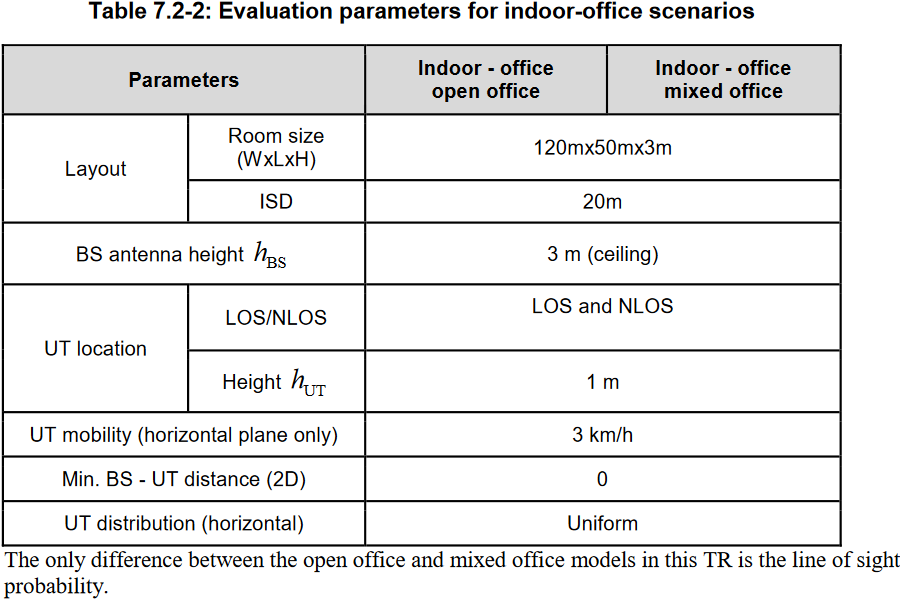 Table 7.2-2: Evaluation parameters for indoor-office scenarios
Parameters
Indoor - office
open office
Indoor - office
mixed office
Layout
Room size
(WxLxH)
120mx50mx3m
ISD
20m
BS antenna height hBS
3 m (ceiling)
UT location
LOS/NLOS
LOS and NLOS
Height hUT
1 m
UT mobility (horizontal plane only)
3 km/h
Min. BS - UT distance (2D)
0
UT distribution (horizontal)
Uniform
The only difference between the open office and mixed office models in this TR is the line of sight
probability.